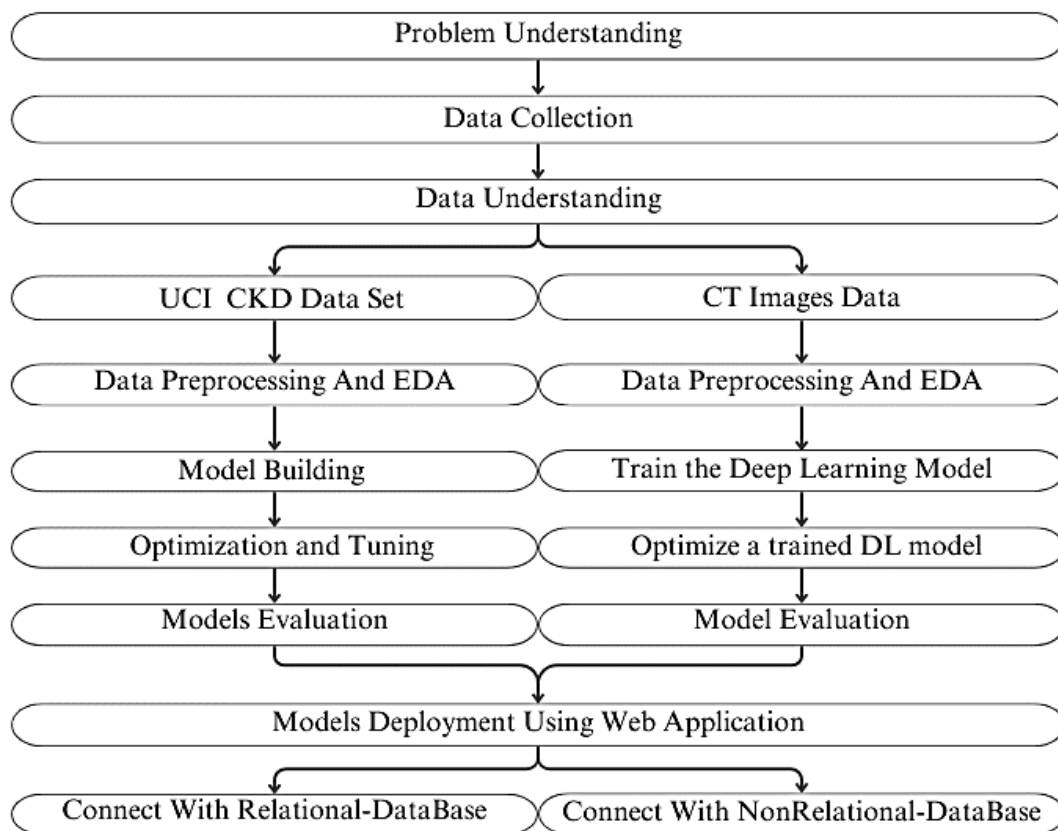 Problem Understanding
Data Collection
Data Understanding
UCI CKD Data Set
CT Images Data
Data Preprocessing And EDA
Data Preprocessing And EDA
Model Building
Train the Deep Learning Model
Optimization and Tuning
Optimize a trained DL model
Models Evaluation
Model Evaluation
Models Deployment Using Web Application
Connect With Relational-DataBase
Connect With NonRelational-DataBase